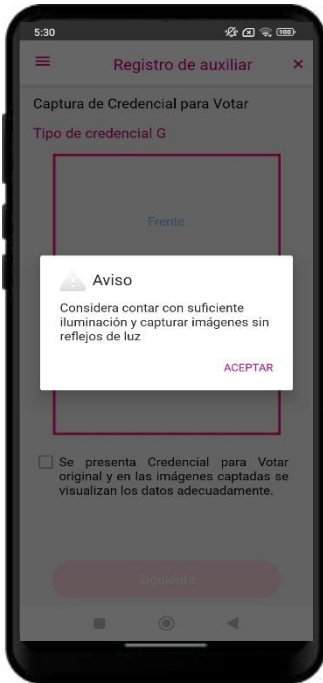 5:30
100
Registro de auxiliar
Captura de Credencial para Votar
Tipo de credencial G
Frente
Aviso
Considera contar con suficiente
iluminación y capturar imágenes sin
reflejos de luz
ACEPTAR
Se presenta Credencial para Votar
original y en las imágenes captadas se
visualizan los datos adecuadamente.
Siguiente